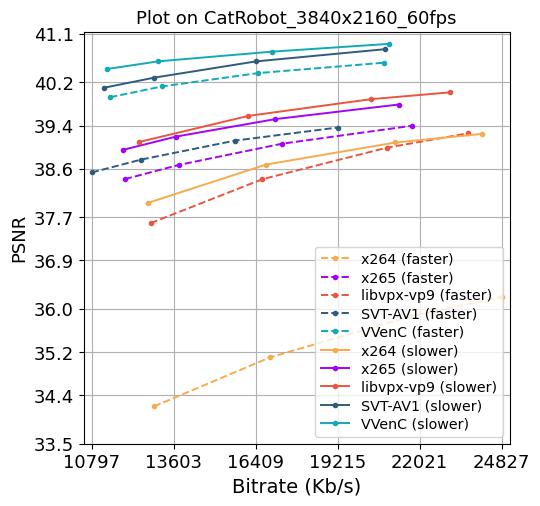 Plot on CatRobot_3840x2160_60fps
41.1
40.2
39.4
38.6
37.7
36.9
36.0
35.2
34.4
33.5
PSNR
x264 (faster)
x265 (faster)
libvpx-vp9 (faster)
SVT-AV1 (faster)
VVenC (faster)
x264 (slower)
x265 (slower)
libvpx-vp9 (slower)
SVT-AV1 (slower)
VVenC (slower)
10797 13603 16409 19215 22021 24827
Bitrate (Kb/s)